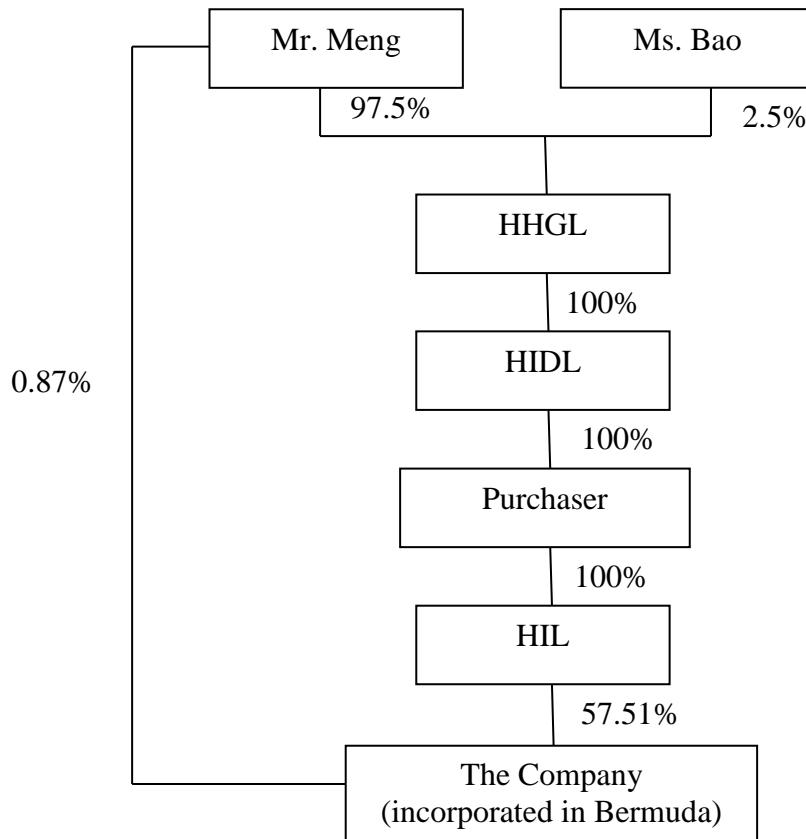 Mr. Meng
Ms. Bao
97.5%
2.5%
HHGL
100%
HIDL
0.87%
100%
Purchaser
100%
HIL
57.51%
The Company
(incorporated in Bermuda)